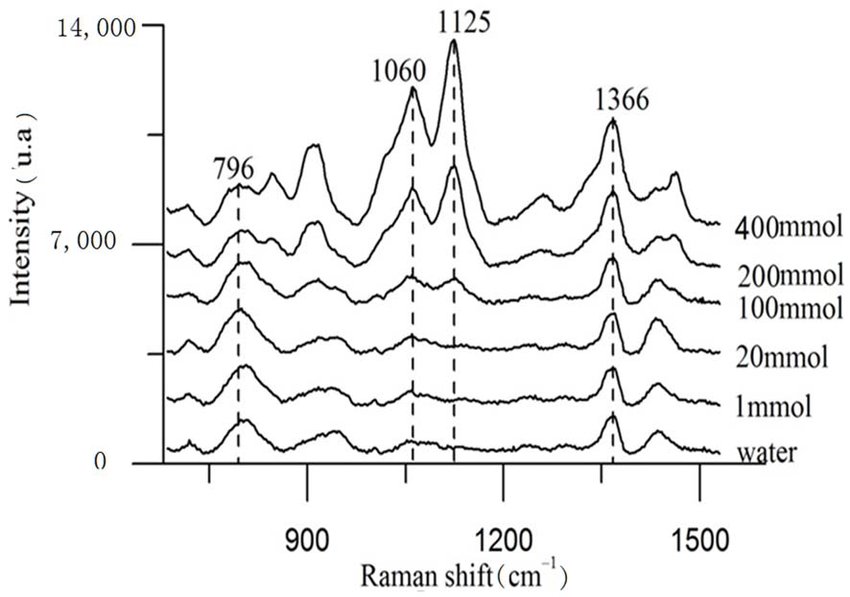 14,000
1125
1060
1366
796
400mmol
7,000
200mmol
100mmol
20mmol
1mmol
water
0
900 1200 1500
Raman shift(cm⁻¹)
Intensity(u.a)